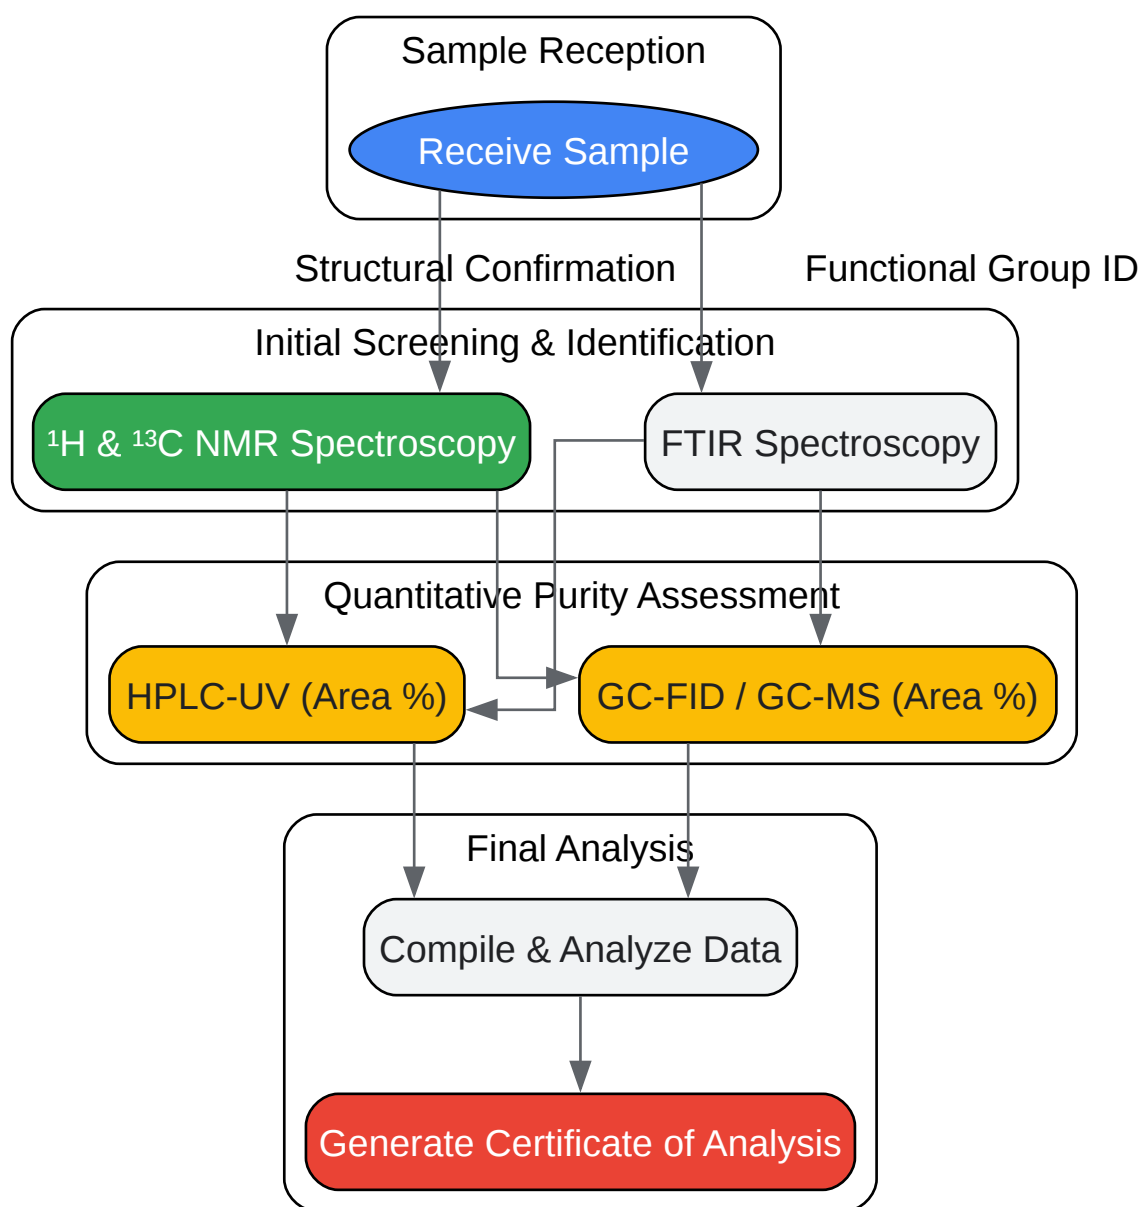 Sample Reception
Receive Sample
Structural Confirmation
Functional Group ID
Initial Screening & Identification
¹H & ¹³C NMR Spectroscopy
FTIR Spectroscopy
Quantitative Purity Assessment
HPLC-UV (Area %)
GC-FID / GC-MS (Area %)
Final Analysis
Compile & Analyze Data
Generate Certificate of Analysis